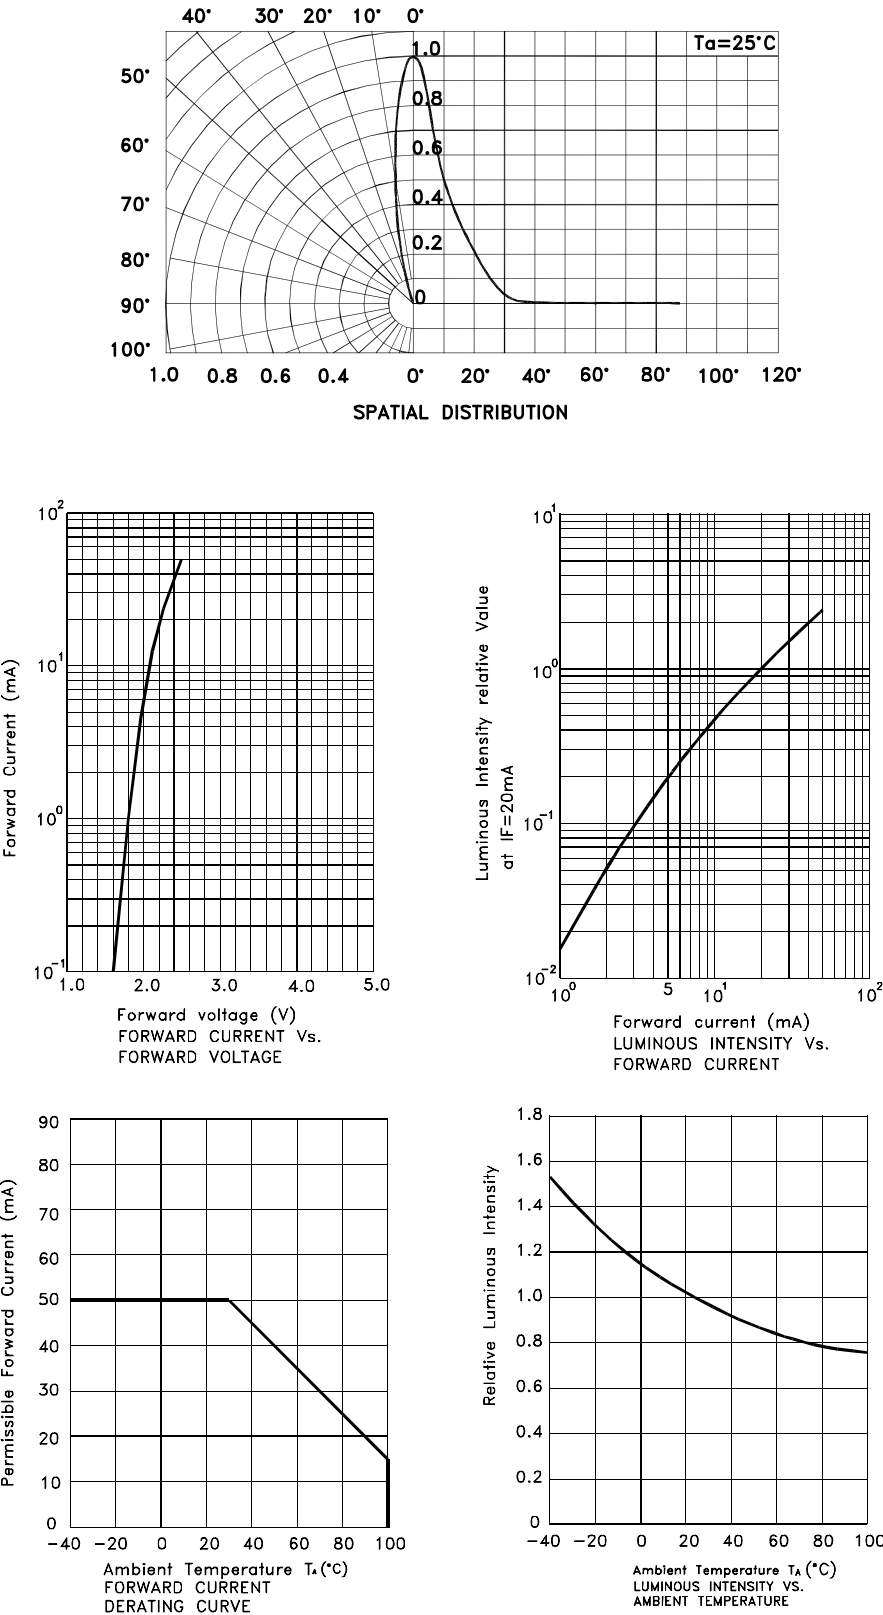 40° 30° 20° 10° 0°
Ta=25°C
1.0
50°
0.8
60°
0.6
70°
0.4
80°
0.2
90°
0
100°
1.0 0.8 0.6 0.4 0° 20° 40° 60° 80° 100° 120°
SPATIAL DISTRIBUTION
Forward Current (mA)
10²
10¹
10⁰
10⁻¹
1.0 2.0 3.0 4.0 5.0
Forward voltage (V)
FORWARD CURRENT Vs.
FORWARD VOLTAGE
Luminous Intensity relative Value
at IF=20mA
10¹
10⁰
10⁻¹
10⁻²
10⁰ 5 10¹ 10²
Forward current (mA)
LUMINOUS INTENSITY Vs.
FORWARD CURRENT
Permissible Forward Current (mA)
90
80
70
60
50
40
30
20
10
0
-40 -20 0 20 40 60 80 100
Ambient Temperature TA(°C)
FORWARD CURRENT
DERATING CURVE
Relative Luminous Intensity
1.8
1.6
1.4
1.2
1.0
0.8
0.6
0.4
0.2
0
-40 -20 0 20 40 60 80 100
Ambient Temperature TA(°C)
LUMINOUS INTENSITY VS.
AMBIENT TEMPERATURE